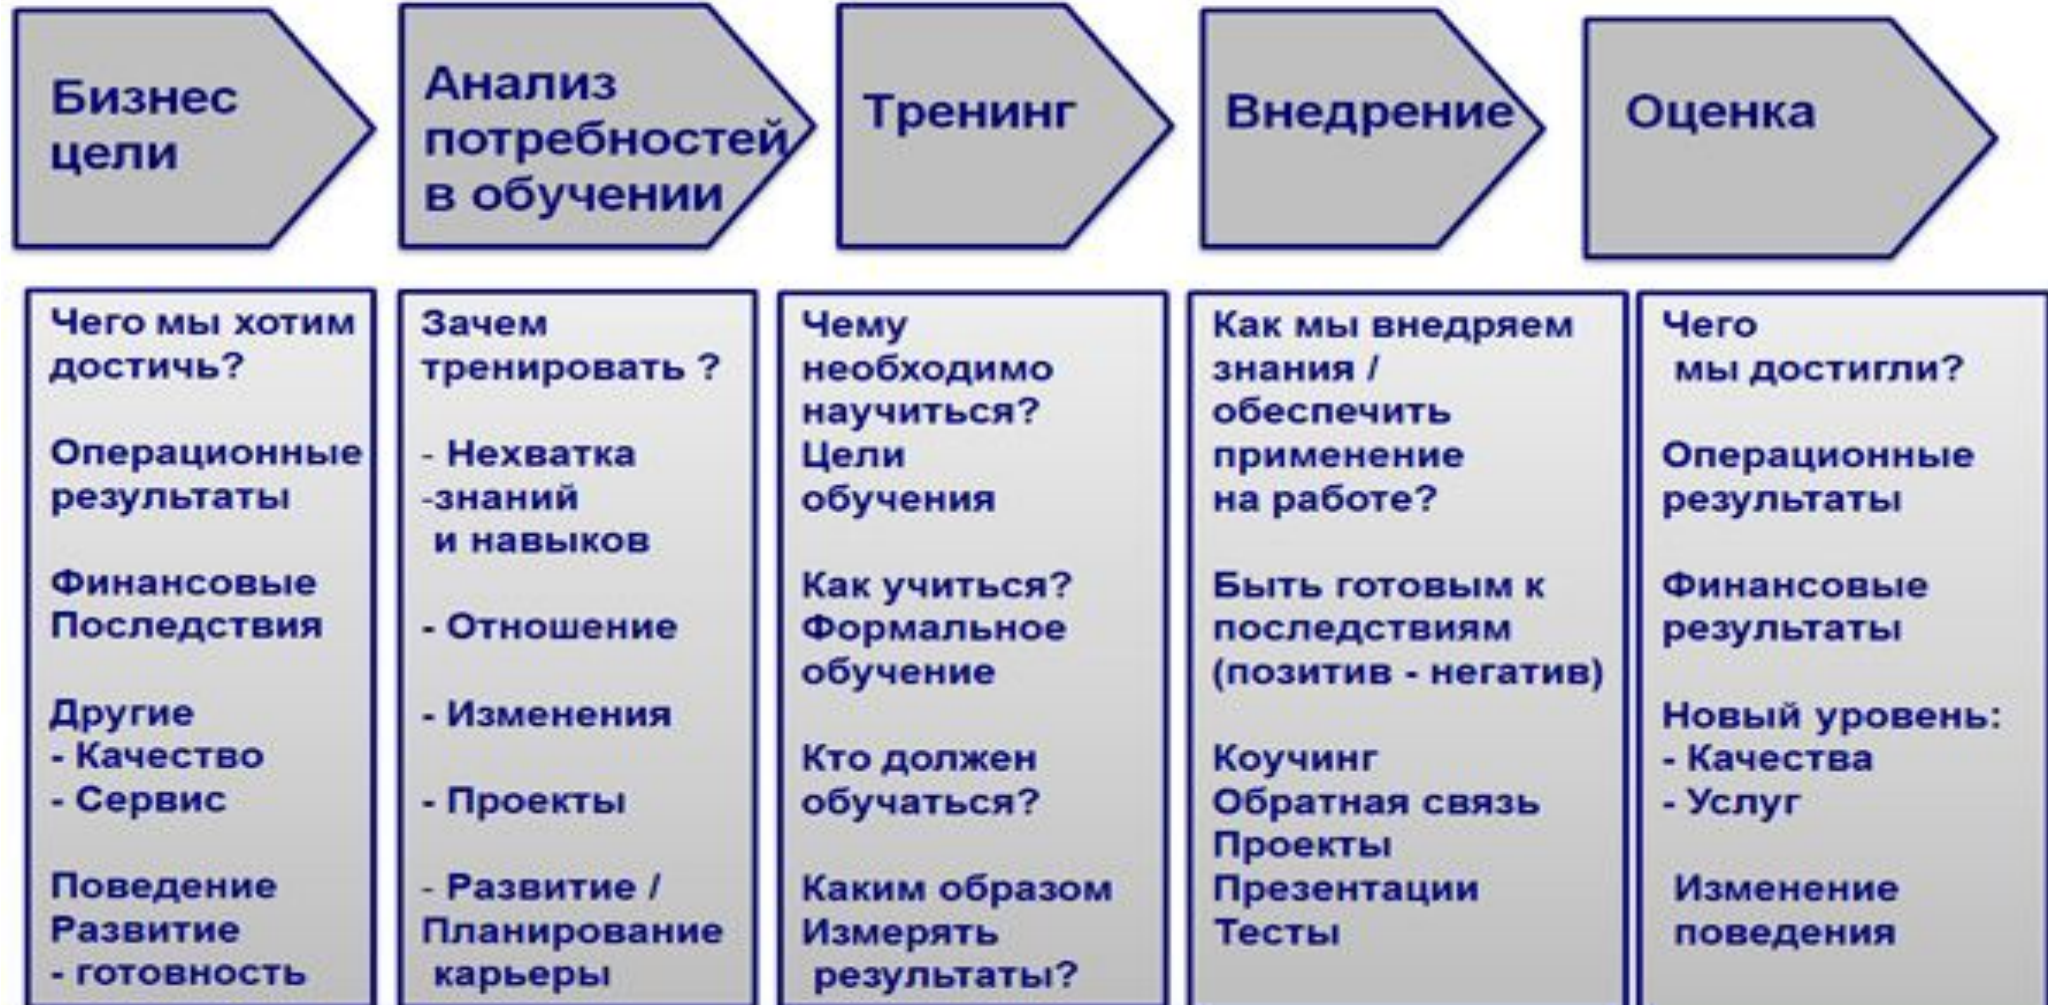 Бизнес
цели
Анализ
потребностей
в обучении
Тренинг
Внедрение
Оценка
Чего мы хотим
достичь?
Операционные
результаты
Финансовые
Последствия
Другие
- Качество
- Сервис
Поведение
Развитие
- готовность
Зачем
тренировать ?
- Нехватка
-знаний
и навыков
- Отношение
- Изменения
- Проекты
- Развитие /
Планирование
карьеры
Чему
необходимо
научиться?
Цели
обучения
Как учиться?
Формальное
обучение
Кто должен
обучаться?
Каким образом
Измерять
результаты?
Как мы внедряем
знания /
обеспечить
применение
на работе?
Быть готовым к
последствиям
(позитив - негатив)
Коучинг
Обратная связь
Проекты
Презентации
Тесты
Чего
мы достигли?
Операционные
результаты
Финансовые
результаты
Новый уровень:
- Качества
- Услуг
Изменение
поведения